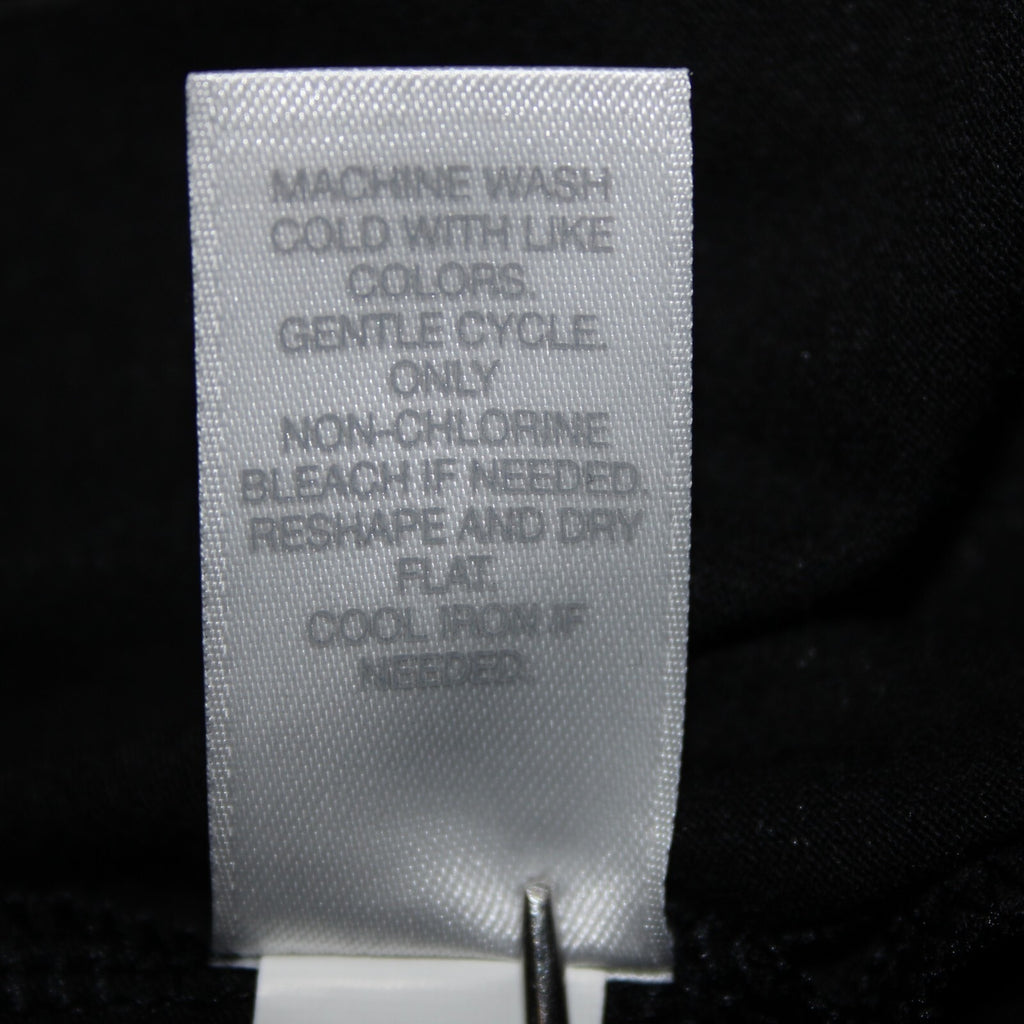 MACHINE WASH
COLD WITH LIKE
COLORS.
GENTLE CYCLE.
ONLY
NON-CHLORINE
BLEACH IF NEEDED.
RESHAPE AND DRY
FLAT.
COOL IRON IF
NEEDED.